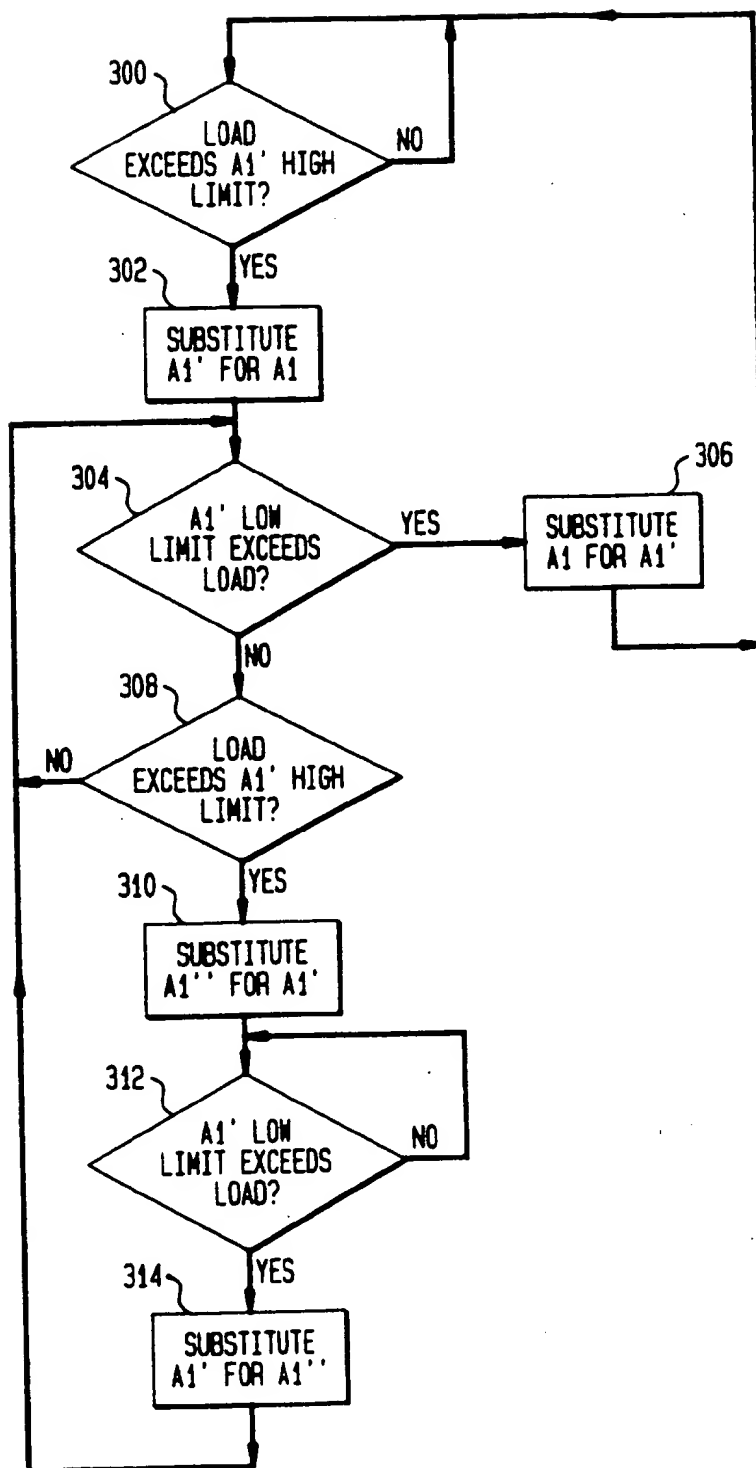 300
LOAD
EXCEEDS A1' HIGH
LIMIT?
NO
YES
302
SUBSTITUTE
A1' FOR A1
304
A1' LOW
LIMIT EXCEEDS
LOAD?
YES
306
SUBSTITUTE
A1 FOR A1'
NO
308
LOAD
EXCEEDS A1' HIGH
LIMIT?
NO
YES
310
SUBSTITUTE
A1'' FOR A1'
312
A1' LOW
LIMIT EXCEEDS
LOAD?
NO
YES
314
SUBSTITUTE
A1' FOR A1''